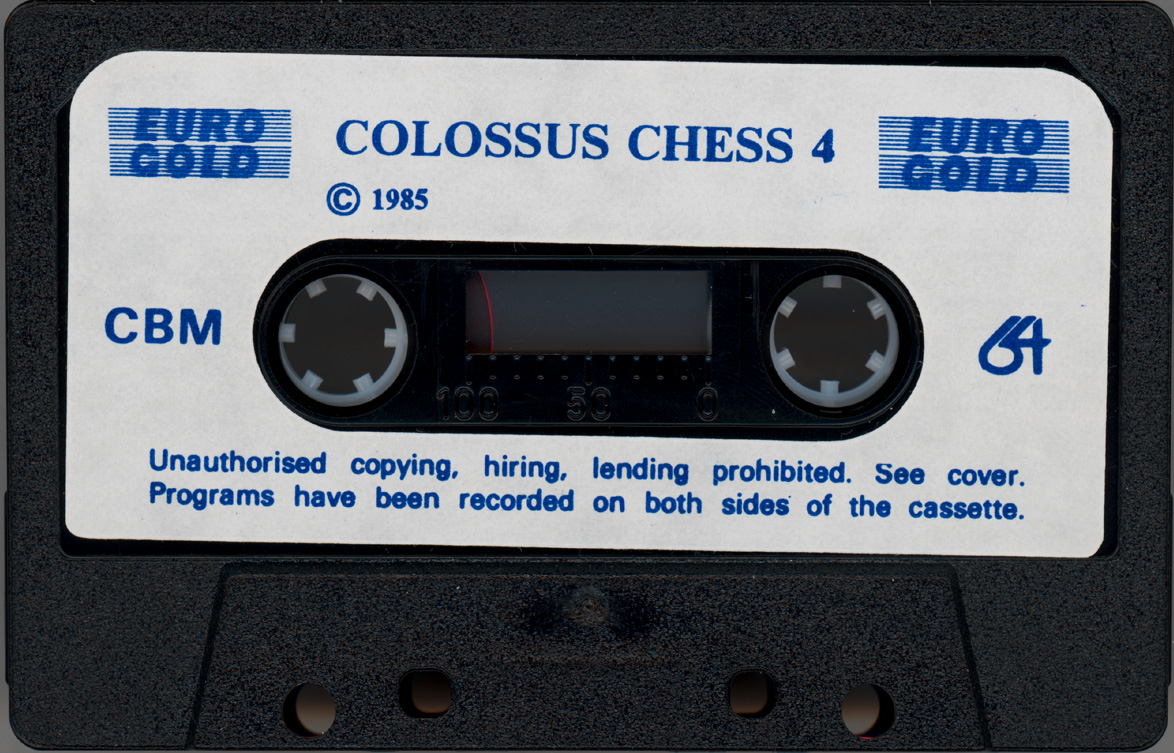 EURO
GOLD
COLOSSUS CHESS 4
EURO
GOLD
© 1985
CBM
64
100 50 0
Unauthorised copying, hiring, lending prohibited. See cover.
Programs have been recorded on both sides of the cassette.